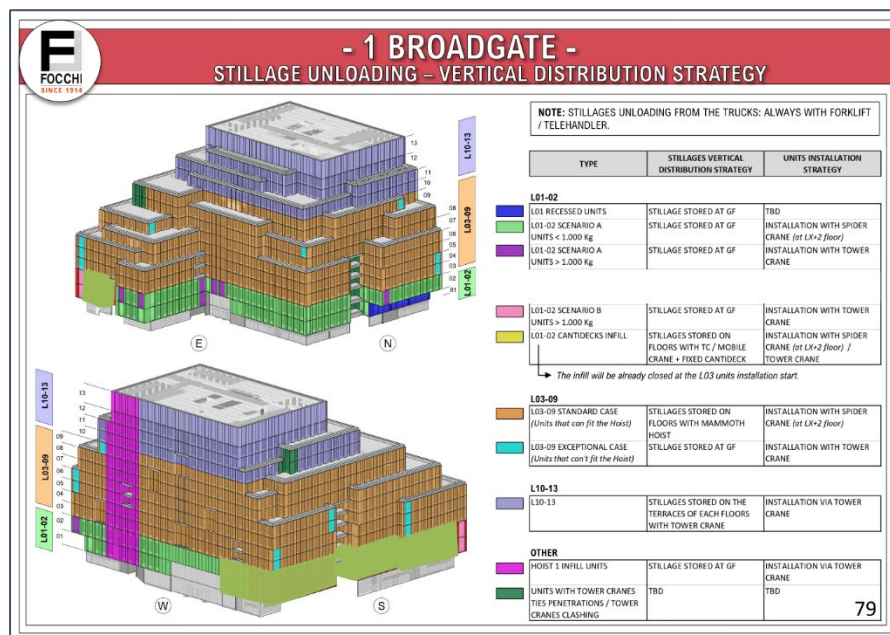 FOCCHI
SINCE 1914
- 1 BROADGATE -
STILLAGE UNLOADING – VERTICAL DISTRIBUTION STRATEGY
NOTE: STILLAGES UNLOADING FROM THE TRUCKS: ALWAYS WITH FORKLIFT
/ TELEHANDLER.
TYPE
STILLAGES VERTICAL
DISTRIBUTION STRATEGY
UNITS INSTALLATION
STRATEGY
L01-02
L01 RECESSED UNITS
STILLAGE STORED AT GF
TBD
L01-02 SCENARIO A
UNITS < 1.000 Kg
STILLAGE STORED AT GF
INSTALLATION WITH SPIDER
CRANE (at LX+2 floor)
L01-02 SCENARIO A
UNITS > 1.000 Kg
STILLAGE STORED AT GF
INSTALLATION WITH TOWER
CRANE
L01-02 SCENARIO B
UNITS > 1.000 Kg
STILLAGE STORED AT GF
INSTALLATION WITH TOWER
CRANE
L01-02 CANTIDECKS INFILL
STILLAGES STORED ON
FLOORS WITH TC / MOBILE
CRANE + FIXED CANTIDECK
INSTALLATION WITH SPIDER
CRANE (at LX+2 floor) /
TOWER CRANE
The infill will be already closed at the L03 units installation start.
L03-09
L03-09 STANDARD CASE
(Units that can fit the Hoist)
STILLAGES STORED ON
FLOORS WITH MAMMOTH
HOIST
INSTALLATION WITH SPIDER
CRANE (at LX+2 floor)
L03-09 EXCEPTIONAL CASE
(Units that can't fit the Hoist)
STILLAGE STORED AT GF
INSTALLATION WITH TOWER
CRANE
L10-13
L10-13
STILLAGES STORED ON THE
TERRACES OF EACH FLOORS
WITH TOWER CRANE
INSTALLATION VIA TOWER
CRANE
OTHER
HOIST 1 INFILL UNITS
STILLAGE STORED AT GF
INSTALLATION VIA TOWER
CRANE
UNITS WITH TOWER CRANES
TIES PENETRATIONS / TOWER
CRANES CLASHING
TBD
TBD
79
L10-13
L03-09
L01-02
13
12
11
10
09
08
07
06
05
04
03
02
01
E
N
L10-13
L03-09
L01-02
13
12
11
10
09
08
07
06
05
04
03
02
01
W
S